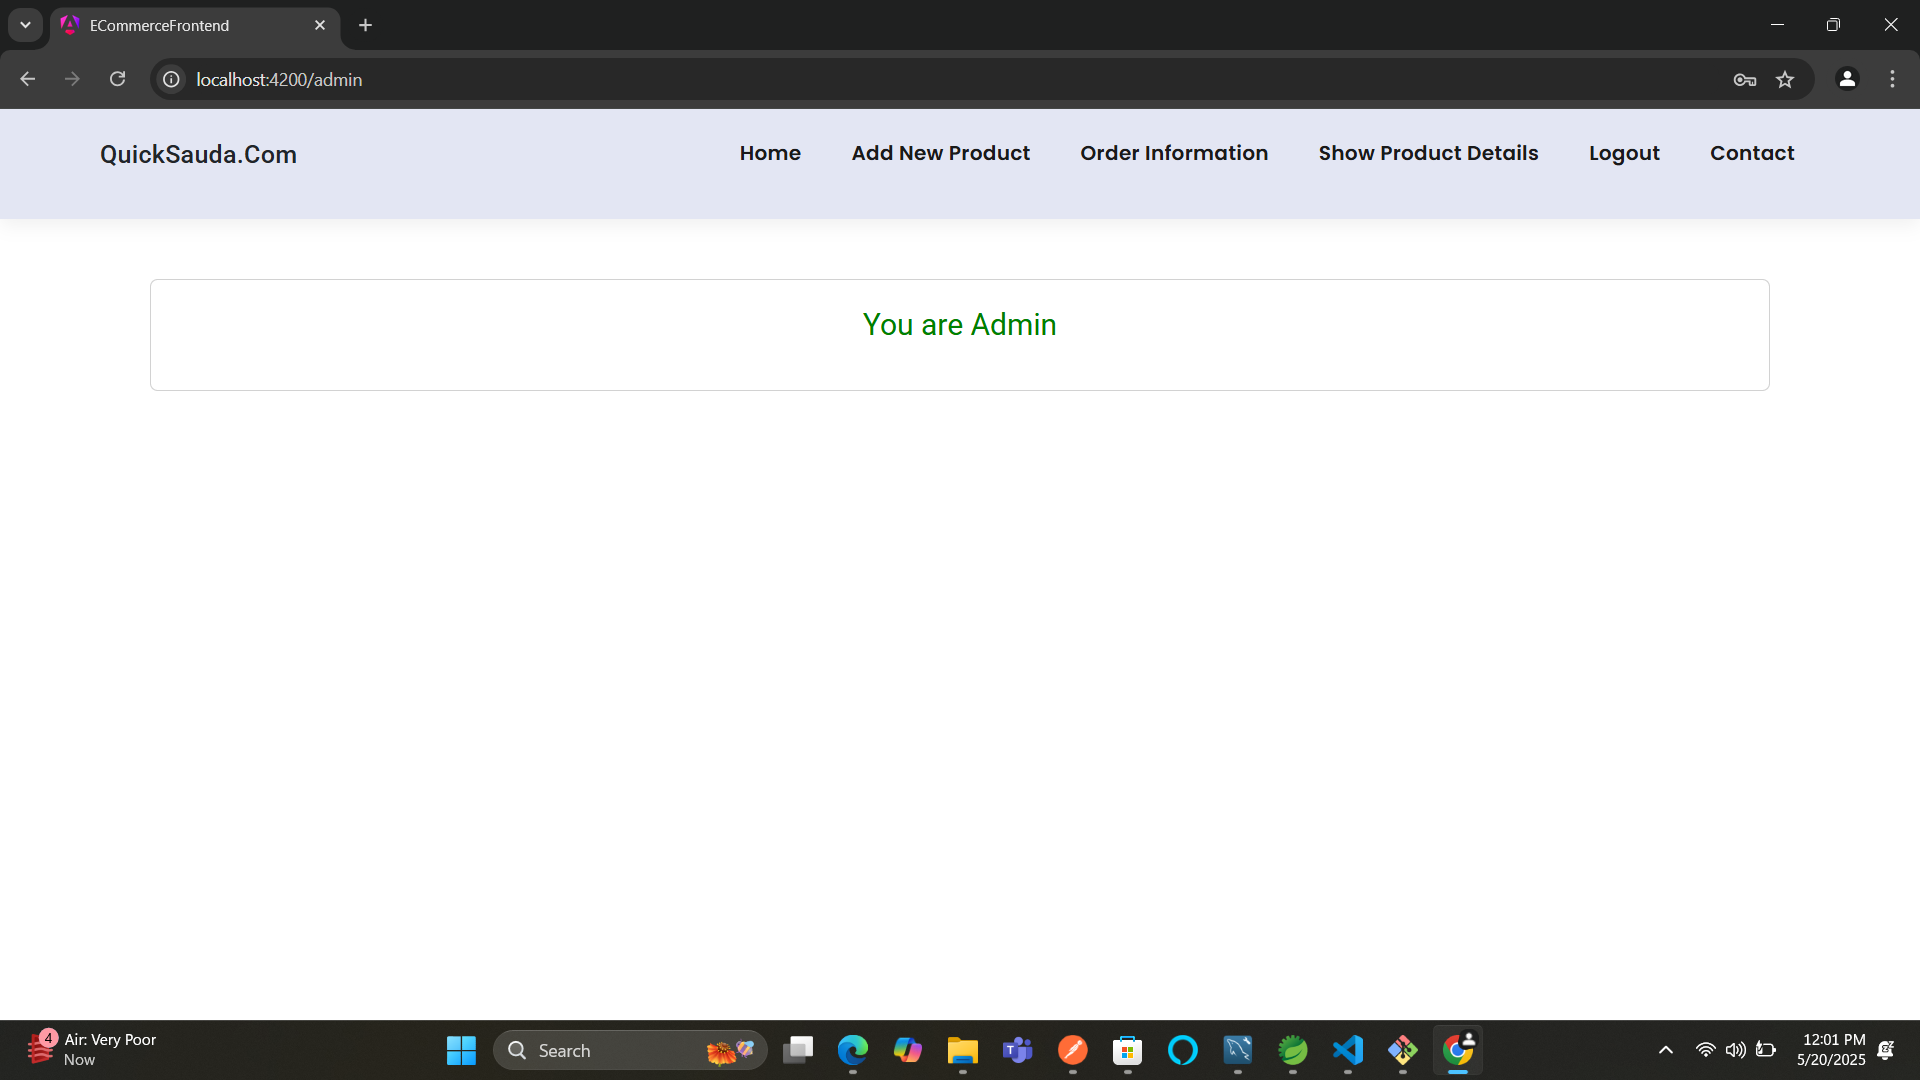 ECommerceFrontend
localhost:4200/admin
QuickSauda.Com
Home
Add New Product
Order Information
Show Product Details
Logout
Contact
You are Admin
4
Air: Very Poor
Now
Search
12:01 PM
5/20/2025